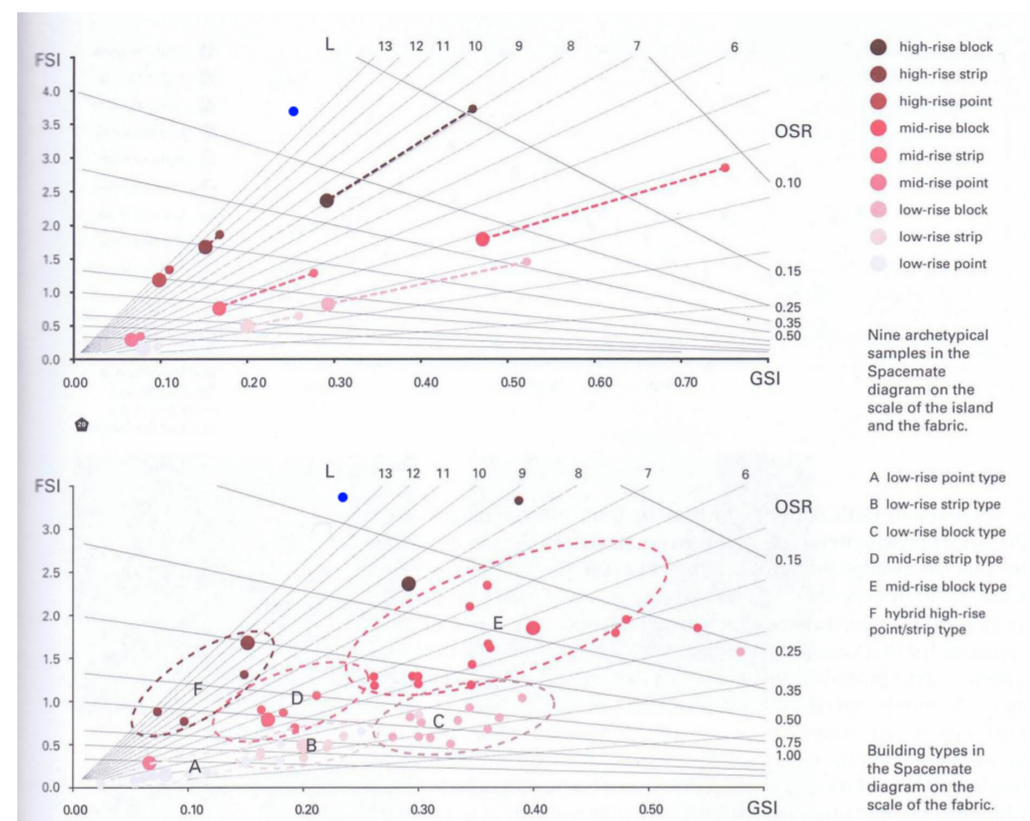 L 13 12 11 10 9 8 7 6
FSI
4.0
3.5
3.0
2.5
2.0
1.5
1.0
0.5
0.0
OSR
0.10
0.15
0.25
0.35
0.50
0.00 0.10 0.20 0.30 0.40 0.50 0.60 0.70 GSI
high-rise block
high-rise strip
high-rise point
mid-rise block
mid-rise strip
mid-rise point
low-rise block
low-rise strip
low-rise point
Nine archetypical
samples in the
Spacemate
diagram on the
scale of the island
and the fabric.
20
L 13 12 11 10 9 8 7 6
FSI
3.0
2.5
2.0
1.5
1.0
0.5
0.0
E
F
D
C
B
A
OSR
0.15
0.25
0.35
0.50
0.75
1.00
0.00 0.10 0.20 0.30 0.40 0.50 GSI
A low-rise point type
B low-rise strip type
C low-rise block type
D mid-rise strip type
E mid-rise block type
F hybrid high-rise
point/strip type
Building types in
the Spacemate
diagram on the
scale of the fabric.